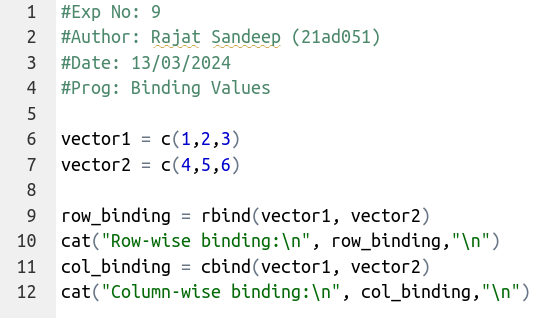 1 #Exp No: 9
2 #Author: Rajat Sandeep (21ad051)
3 #Date: 13/03/2024
4 #Prog: Binding Values
5
6 vector1 = c(1,2,3)
7 vector2 = c(4,5,6)
8
9 row_binding = rbind(vector1, vector2)
10 cat("Row-wise binding:\n", row_binding,"\n")
11 col_binding = cbind(vector1, vector2)
12 cat("Column-wise binding:\n", col_binding,"\n")